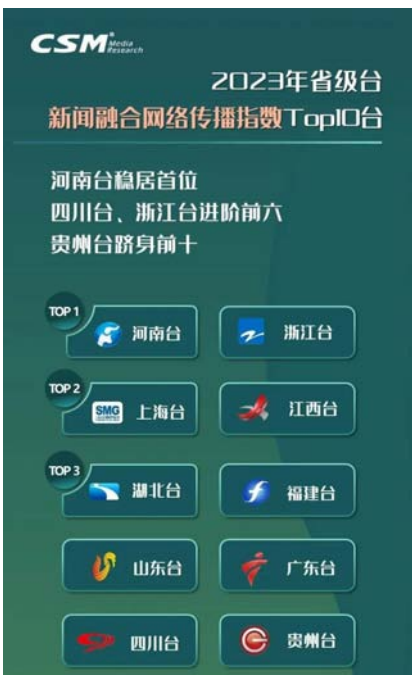 CSM Media Research
2023年省级台
新闻融合网络传播指数Top10台
河南台稳居首位
四川台、浙江台进阶前六
贵州台跻身前十
TOP 1
河南台
TOP 2
SMG
上海台
TOP 3
湖北台
山东台
四川台
浙江台
江西台
福建台
广东台
贵州台